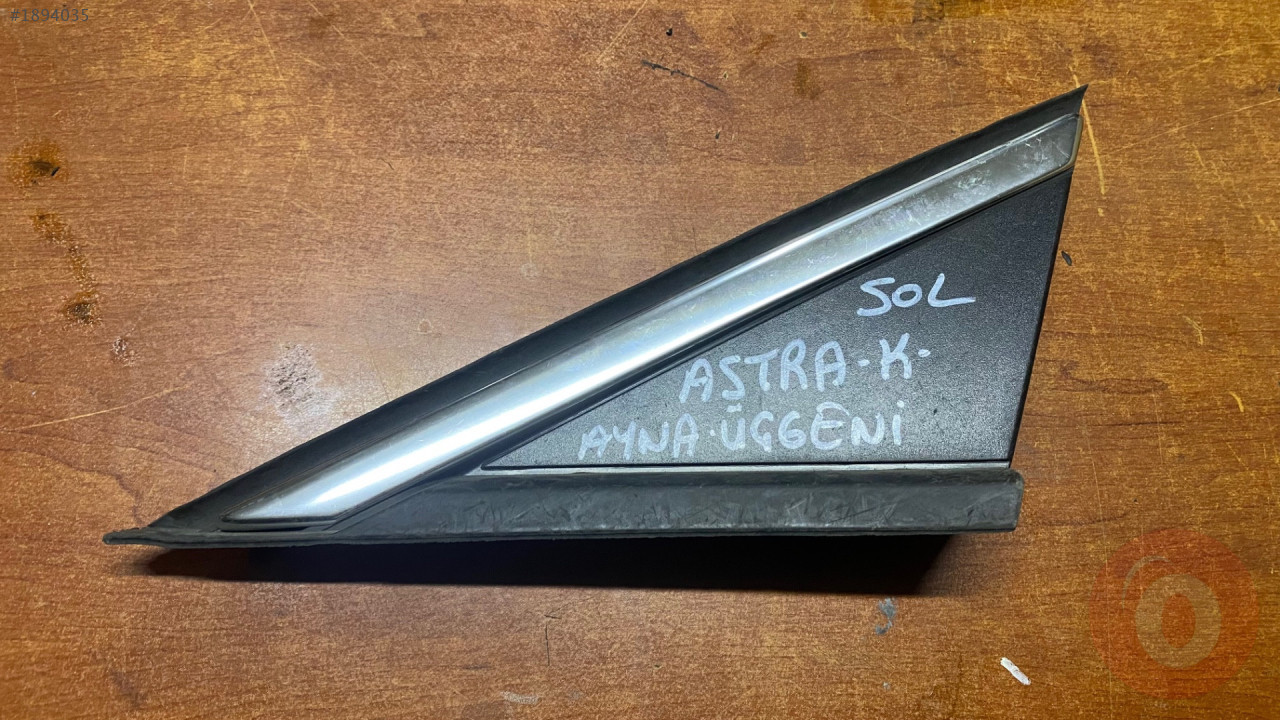 #1894035
SOL
ASTRA-K-
AYNA·ÜÇGENİ